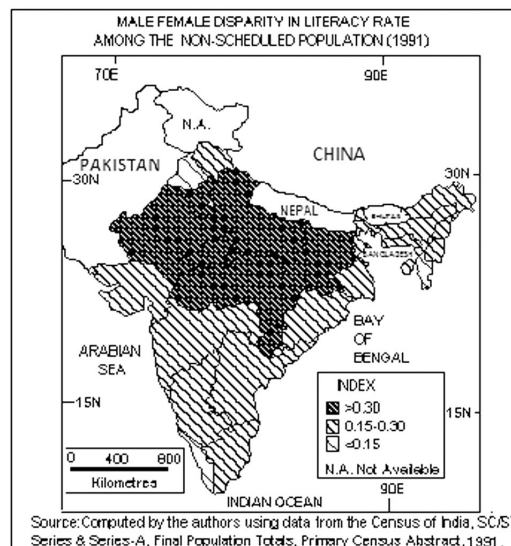 MALE FEMALE DISPARITY IN LITERACY RATE
AMONG THE NON-SCHEDULED POPULATION (1991)
70E
90E
N.A.
PAKISTAN
CHINA
30N
30N
NEPAL
BHUTAN
BANGLADESH
BAY
OF
BENGAL
ARABIAN
SEA
INDEX
>0.30
0.15-0.30
<0.15
N.A. Not Available
15N
15N
0 400 800
Kilometres
90E
INDIAN OCEAN
Source: Computed by the authors using data from the Census of India, SC/S
Series & Series-A, Final Population Totals, Primary Census Abstract, 1991.